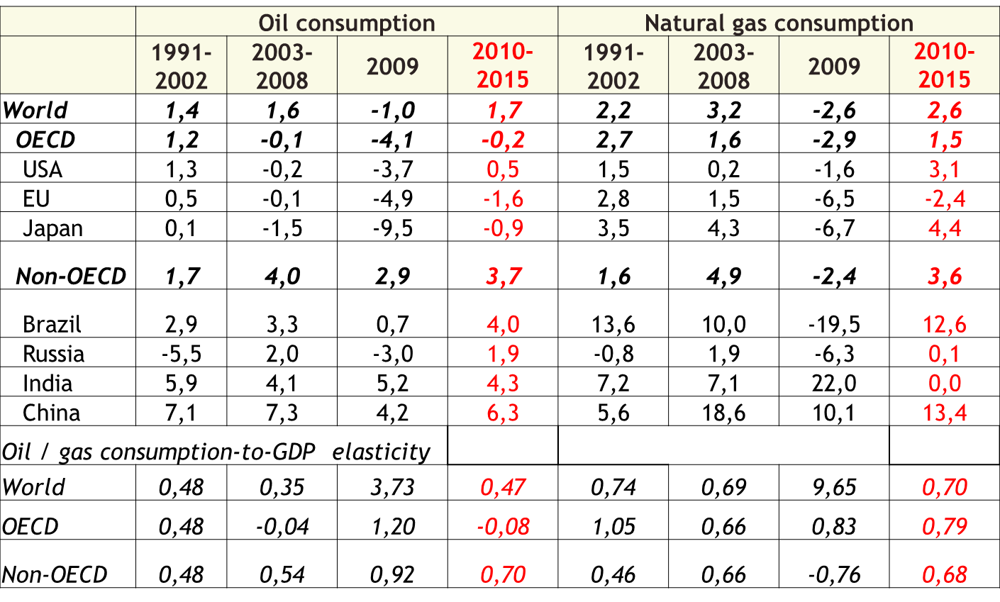 Oil consumption Natural gas consumption
1991-2002 2003-2008 2009 2010-2015 1991-2002 2003-2008 2009 2010-2015
World 1,4 1,6 -1,0 1,7 2,2 3,2 -2,6 2,6
OECD 1,2 -0,1 -4,1 -0,2 2,7 1,6 -2,9 1,5
USA 1,3 -0,2 -3,7 0,5 1,5 0,2 -1,6 3,1
EU 0,5 -0,1 -4,9 -1,6 2,8 1,5 -6,5 -2,4
Japan 0,1 -1,5 -9,5 -0,9 3,5 4,3 -6,7 4,4
Non-OECD 1,7 4,0 2,9 3,7 1,6 4,9 -2,4 3,6
Brazil 2,9 3,3 0,7 4,0 13,6 10,0 -19,5 12,6
Russia -5,5 2,0 -3,0 1,9 -0,8 1,9 -6,3 0,1
India 5,9 4,1 5,2 4,3 7,2 7,1 22,0 0,0
China 7,1 7,3 4,2 6,3 5,6 18,6 10,1 13,4
Oil / gas consumption-to-GDP elasticity
World 0,48 0,35 3,73 0,47 0,74 0,69 9,65 0,70
OECD 0,48 -0,04 1,20 -0,08 1,05 0,66 0,83 0,79
Non-OECD 0,48 0,54 0,92 0,70 0,46 0,66 -0,76 0,68